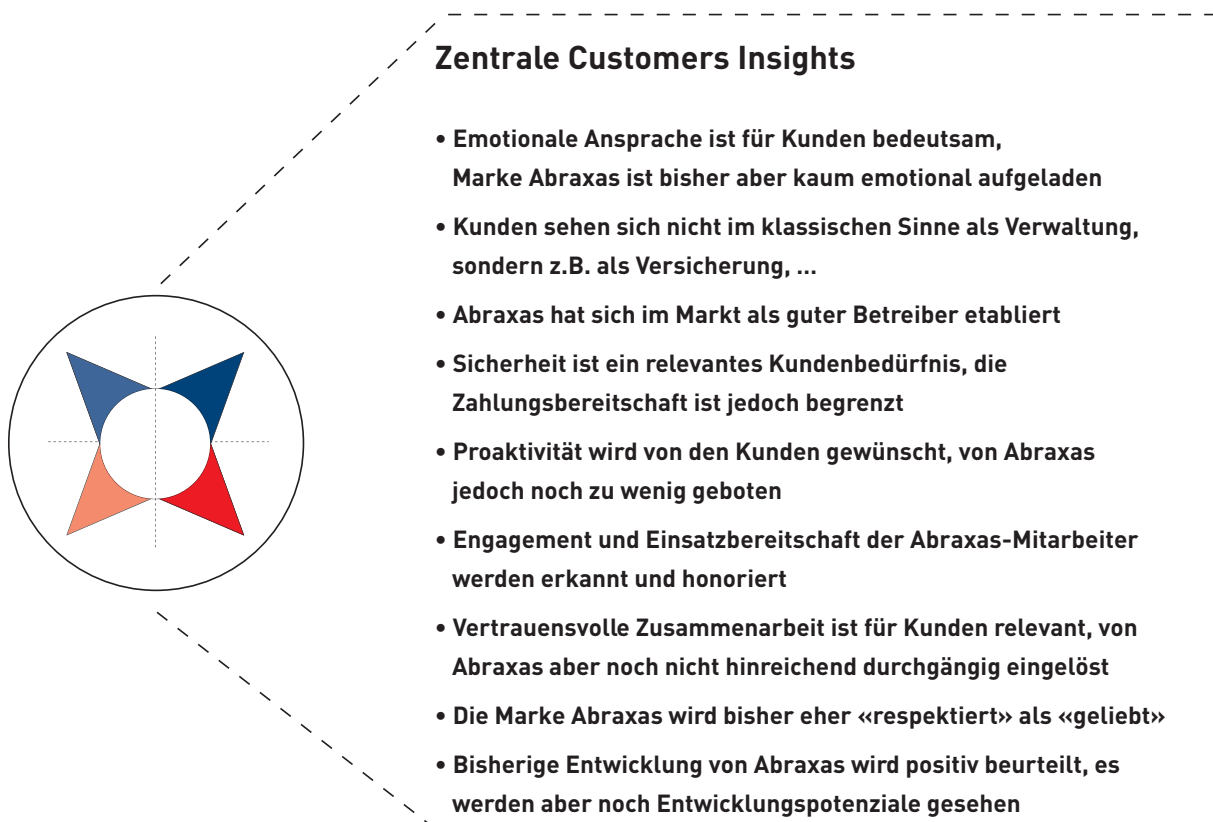 Zentrale Customers Insights
• Emotionale Ansprache ist für Kunden bedeutsam,
Marke Abraxas ist bisher aber kaum emotional aufgeladen
• Kunden sehen sich nicht im klassischen Sinne als Verwaltung,
sondern z.B. als Versicherung, ...
• Abraxas hat sich im Markt als guter Betreiber etabliert
• Sicherheit ist ein relevantes Kundenbedürfnis, die
Zahlungsbereitschaft ist jedoch begrenzt
• Proaktivität wird von den Kunden gewünscht, von Abraxas
jedoch noch zu wenig geboten
• Engagement und Einsatzbereitschaft der Abraxas-Mitarbeiter
werden erkannt und honoriert
• Vertrauensvolle Zusammenarbeit ist für Kunden relevant, von
Abraxas aber noch nicht hinreichend durchgängig eingelöst
• Die Marke Abraxas wird bisher eher «respektiert» als «geliebt»
• Bisherige Entwicklung von Abraxas wird positiv beurteilt, es
werden aber noch Entwicklungspotenziale gesehen